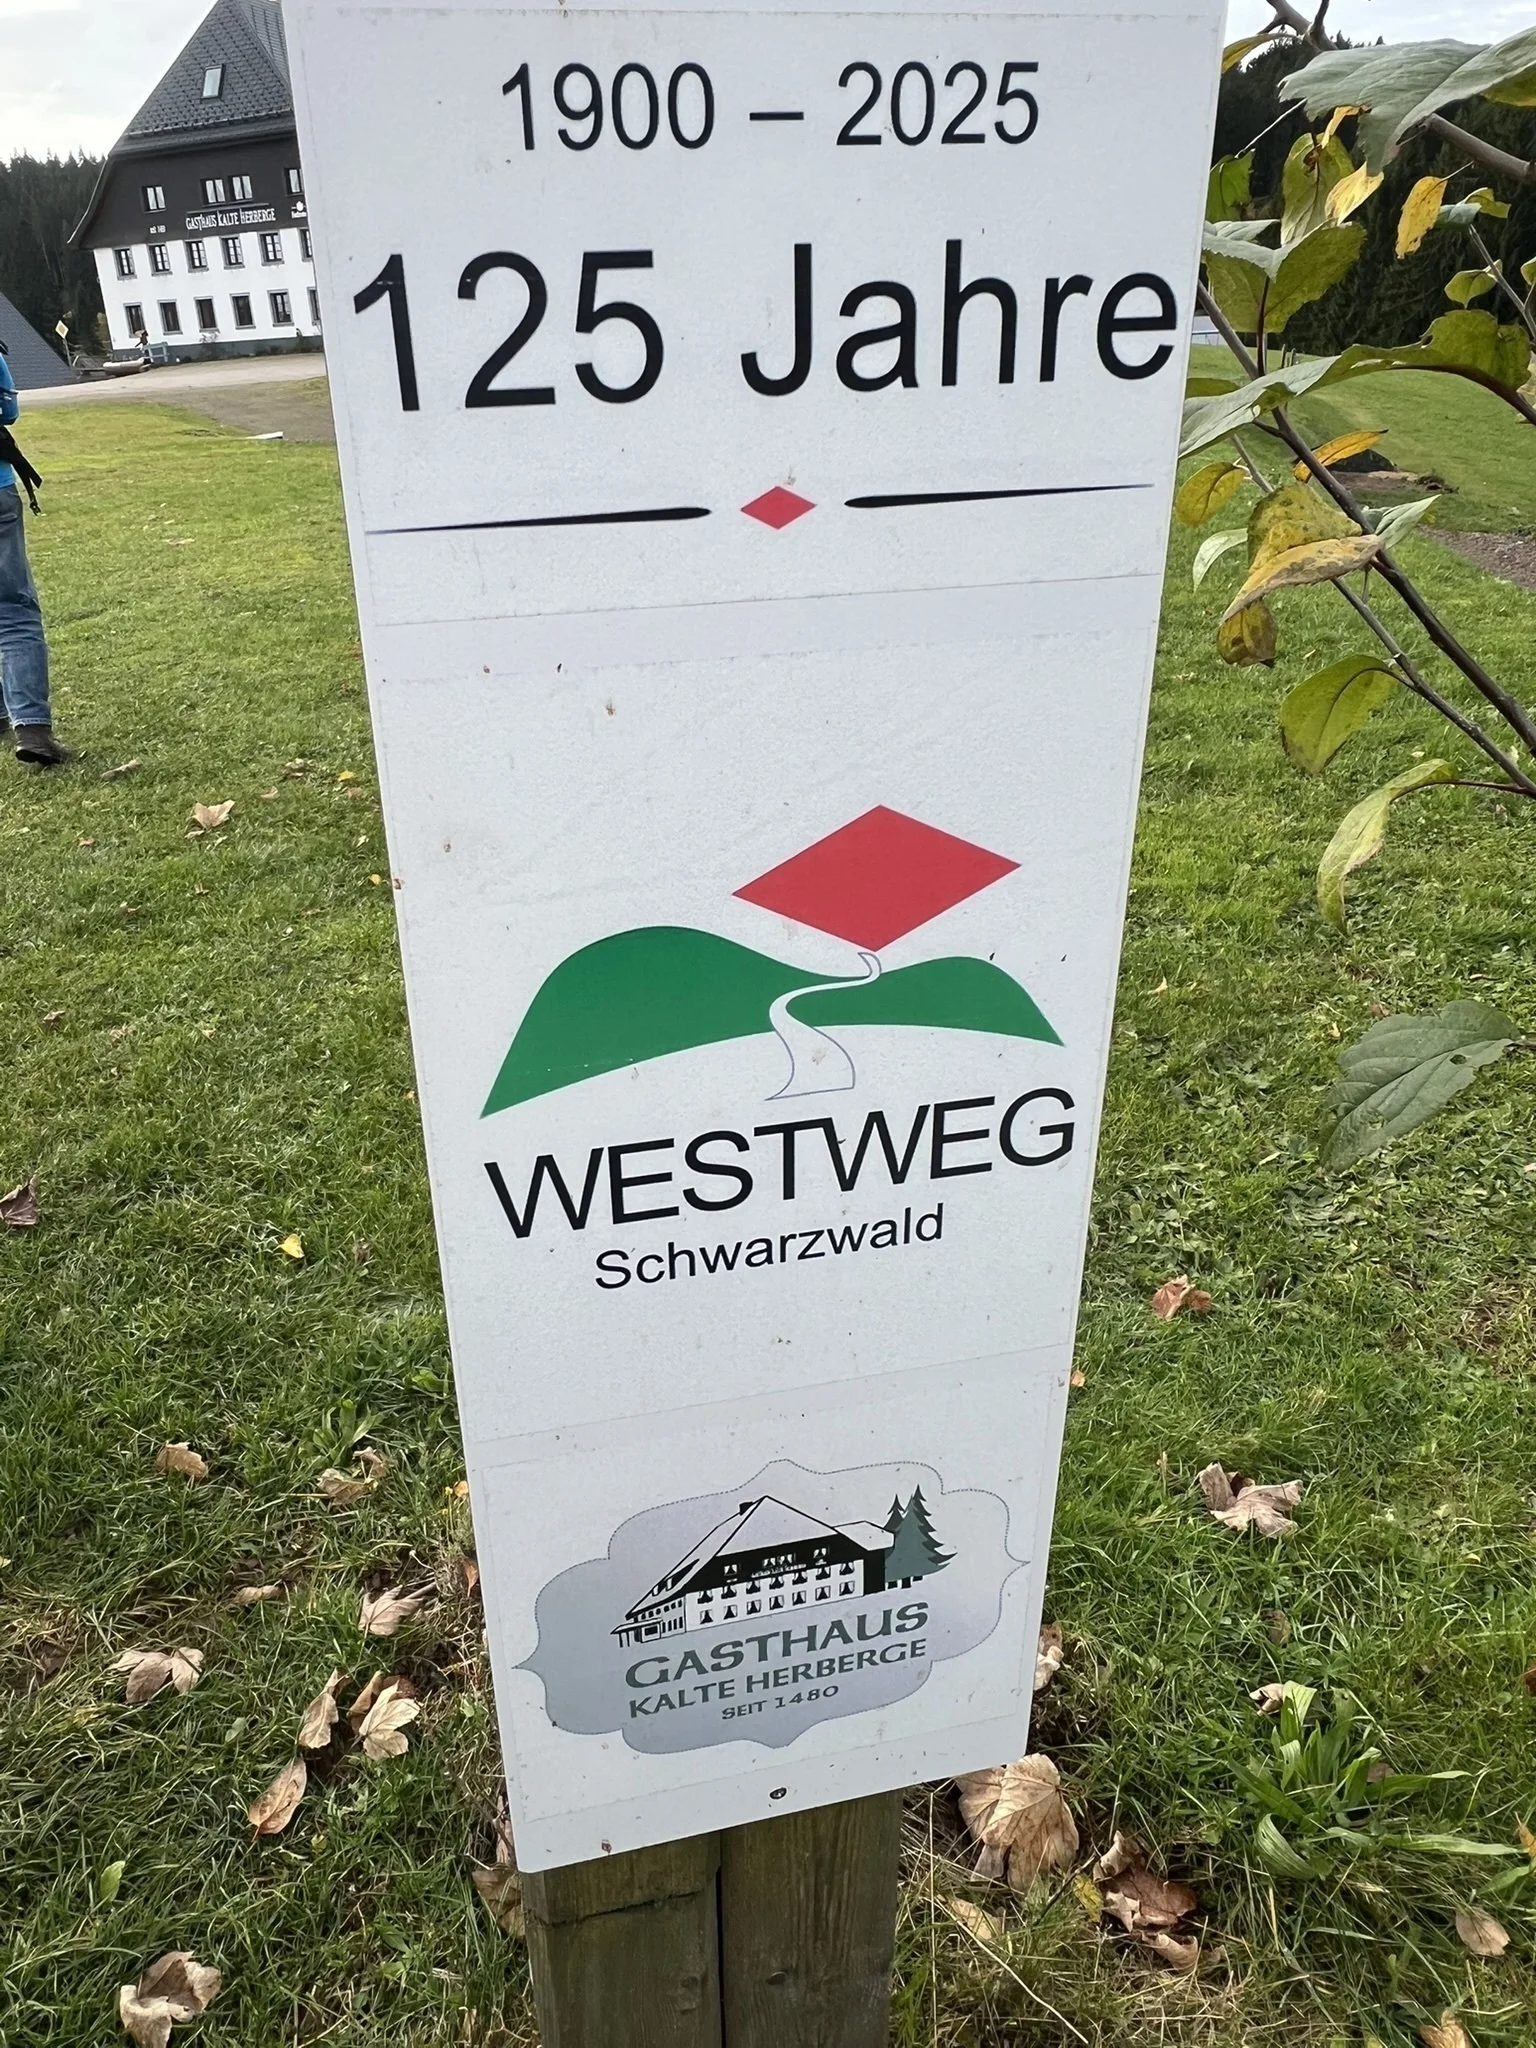 1900 – 2025
125 Jahre
WESTWEG
Schwarzwald
GASTHAUS
KALTE HERBERGE
SEIT 1480
GASTHAUS KALTE HERBERGE